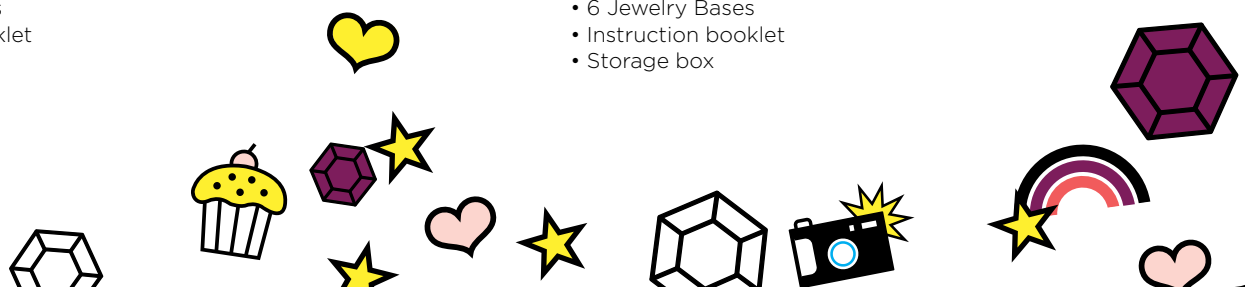 • 6 Jewelry Bases
• Instruction booklet
• Storage box